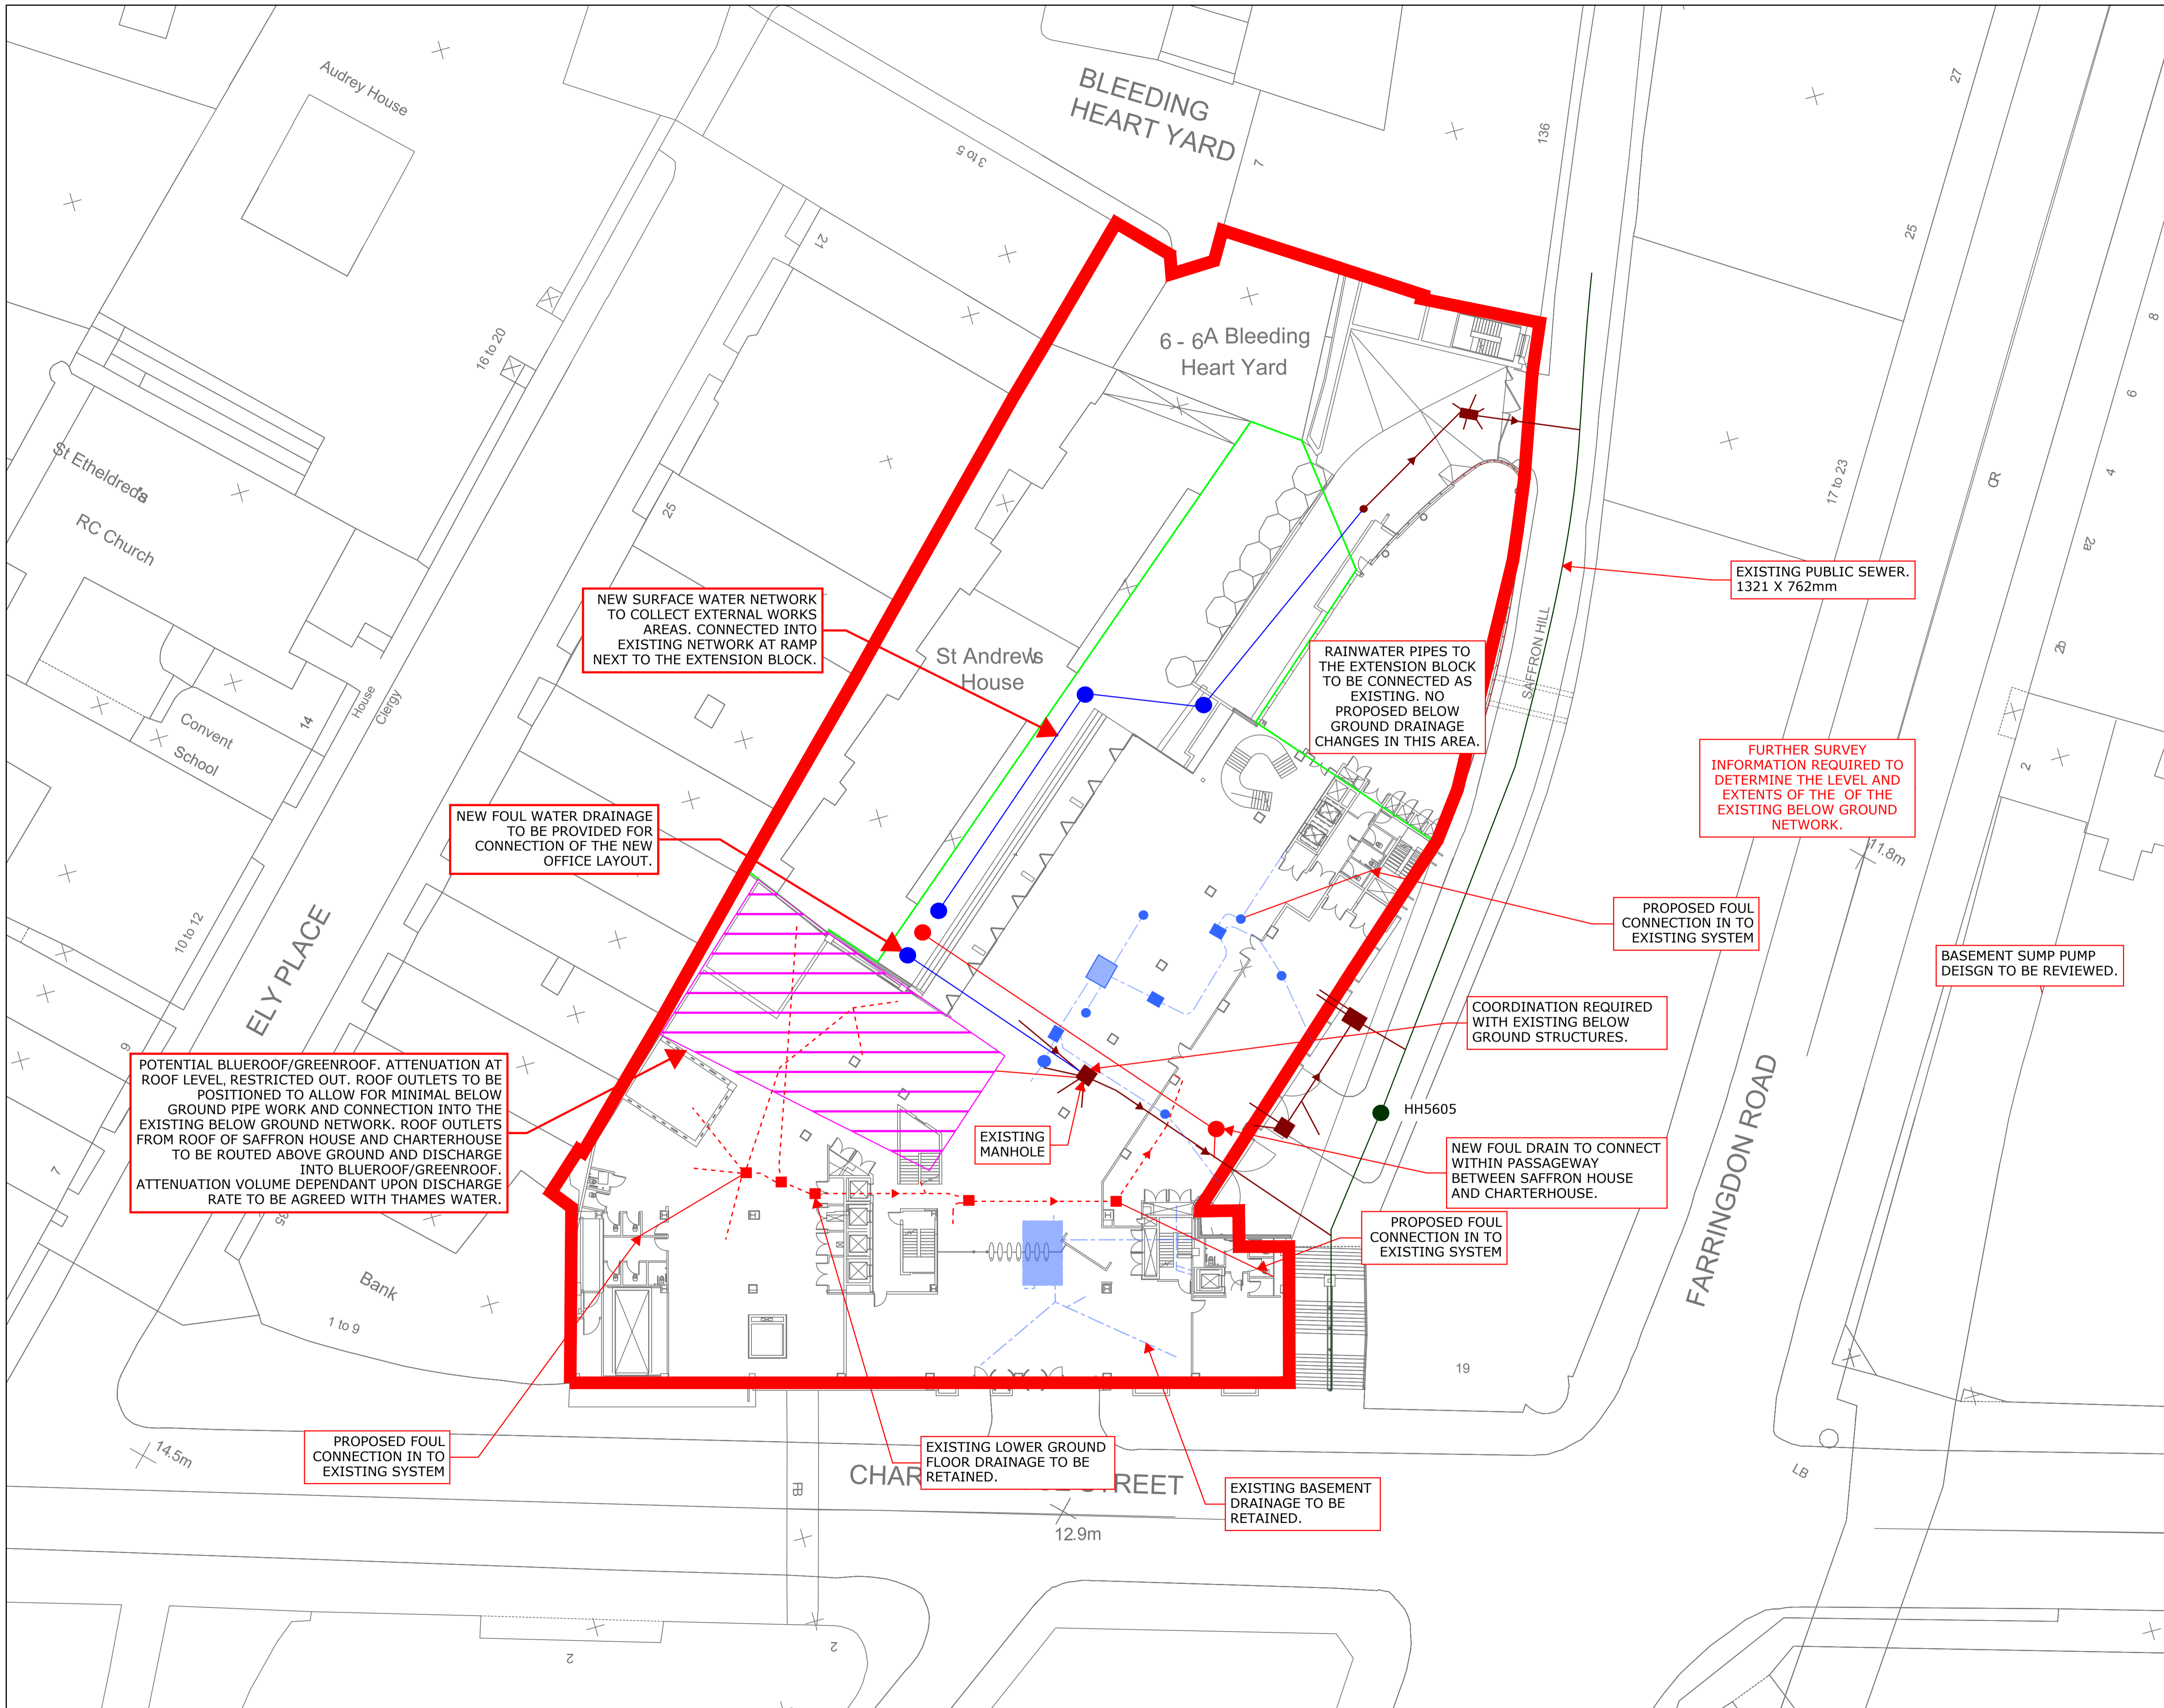 Audrey House
BLEEDING
HEART YARD
3 to 5
7
136
27
25
21
16 to 20
6 - 6A Bleeding
Heart Yard
8
6
4
CR
17 to 23
2a
2b
2
St Etheldreda's
RC Church
25
NEW SURFACE WATER NETWORK
TO COLLECT EXTERNAL WORKS
AREAS. CONNECTED INTO
EXISTING NETWORK AT RAMP
NEXT TO THE EXTENSION BLOCK.
St Andrew's
House
EXISTING PUBLIC SEWER.
1321 X 762mm
SAFFRON HILL
RAINWATER PIPES TO
THE EXTENSION BLOCK
TO BE CONNECTED AS
EXISTING. NO
PROPOSED BELOW
GROUND DRAINAGE
CHANGES IN THIS AREA.
Convent
School
14
House
Clergy
FURTHER SURVEY
INFORMATION REQUIRED TO
DETERMINE THE LEVEL AND
EXTENTS OF THE  OF THE
EXISTING BELOW GROUND
NETWORK.
11.8m
NEW FOUL WATER DRAINAGE
TO BE PROVIDED FOR
CONNECTION OF THE NEW
OFFICE LAYOUT.
PROPOSED FOUL
CONNECTION IN TO
EXISTING SYSTEM
10 to 12
ELY PLACE
BASEMENT SUMP PUMP
DEISGN TO BE REVIEWED.
COORDINATION REQUIRED
WITH EXISTING BELOW
GROUND STRUCTURES.
9
POTENTIAL BLUEROOF/GREENROOF. ATTENUATION AT
ROOF LEVEL, RESTRICTED OUT. ROOF OUTLETS TO BE
POSITIONED TO ALLOW FOR MINIMAL BELOW
GROUND PIPE WORK AND CONNECTION INTO THE
EXISTING BELOW GROUND NETWORK. ROOF OUTLETS
FROM ROOF OF SAFFRON HOUSE AND CHARTERHOUSE
TO BE ROUTED ABOVE GROUND AND DISCHARGE
INTO BLUEROOF/GREENROOF.
ATTENUATION VOLUME DEPENDANT UPON DISCHARGE
RATE TO BE AGREED WITH THAMES WATER.
7
35
EXISTING
MANHOLE
HH5605
NEW FOUL DRAIN TO CONNECT
WITHIN PASSAGEWAY
BETWEEN SAFFRON HOUSE
AND CHARTERHOUSE.
FARRINGDON ROAD
PROPOSED FOUL
CONNECTION IN TO
EXISTING SYSTEM
Bank
1 to 9
19
PROPOSED FOUL
CONNECTION IN TO
EXISTING SYSTEM
14.5m
EXISTING LOWER GROUND
FLOOR DRAINAGE TO BE
RETAINED.
EXISTING BASEMENT
DRAINAGE TO BE
RETAINED.
LB
FB
12.9m
2
2